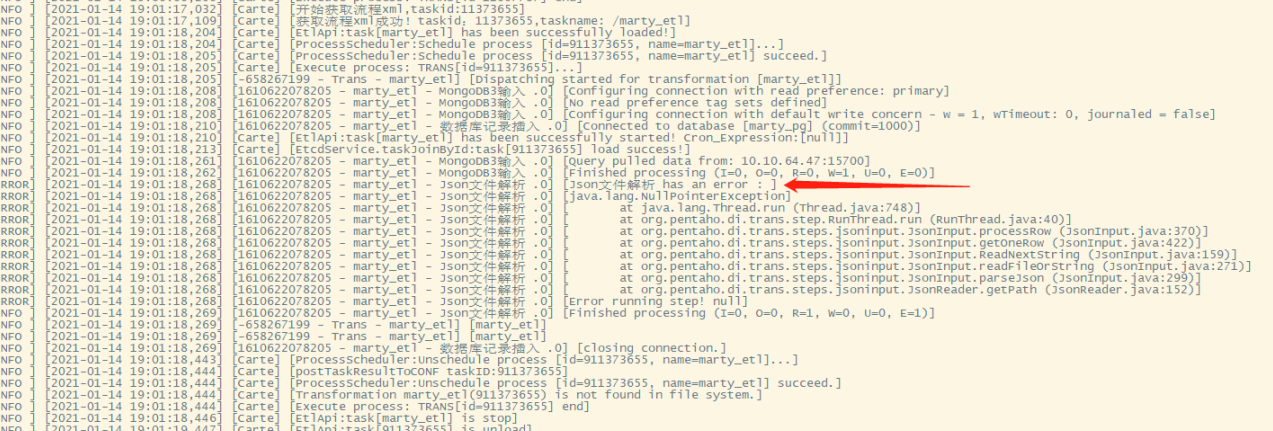 NFO ] [2021-01-14 19:01:17,032] [Carte] [开始获取流程xml,taskid:11373655]
NFO ] [2021-01-14 19:01:17,109] [Carte] [获取流程xml成功! taskid: 11373655,taskname: /marty_etl]
NFO ] [2021-01-14 19:01:18,204] [Carte] [EtlApi:task[marty_etl] has been successfully loaded!]
NFO ] [2021-01-14 19:01:18,204] [Carte] [ProcessScheduler:Schedule process [id=911373655, name=marty_etl]...]
NFO ] [2021-01-14 19:01:18,205] [Carte] [ProcessScheduler:Schedule process [id=911373655, name=marty_etl] succeed.]
NFO ] [2021-01-14 19:01:18,205] [Carte] [Execute process: TRANS[id=911373655]...]
NFO ] [2021-01-14 19:01:18,205] [-658267199 - Trans - marty_etl] [Dispatching started for transformation [marty_etl]]
NFO ] [2021-01-14 19:01:18,208] [1610622078205 - marty_etl - MongoDB3输入 .0] [Configuring connection with read preference: primary]
NFO ] [2021-01-14 19:01:18,208] [1610622078205 - marty_etl - MongoDB3输入 .0] [No read preference tag sets defined]
NFO ] [2021-01-14 19:01:18,208] [1610622078205 - marty_etl - MongoDB3输入 .0] [Configuring connection with default write concern - w = 1, wTimeout: 0, journaled = false]
NFO ] [2021-01-14 19:01:18,210] [1610622078205 - marty_etl - 数据库记录插入 .0] [Connected to database [marty_pg] (commit=1000)]
NFO ] [2021-01-14 19:01:18,210] [Carte] [EtlApi:task[marty_etl] has been successfully started! Cron_Expression:[null]]
NFO ] [2021-01-14 19:01:18,213] [Carte] [EtcdService.taskJoinById:task[911373655] load success!]
NFO ] [2021-01-14 19:01:18,261] [1610622078205 - marty_etl - MongoDB3输入 .0] [Query pulled data from: 10.10.64.47:15700]
NFO ] [2021-01-14 19:01:18,262] [1610622078205 - marty_etl - MongoDB3输入 .0] [Finished processing (I=0, O=0, R=0, W=1, U=0, E=0)]
RROR] [2021-01-14 19:01:18,268] [1610622078205 - marty_etl - Json文件解析 .0] [Json文件解析 has an error : ]
RROR] [2021-01-14 19:01:18,268] [1610622078205 - marty_etl - Json文件解析 .0] [java.lang.NullPointerException]
RROR] [2021-01-14 19:01:18,268] [1610622078205 - marty_etl - Json文件解析 .0] [ at java.lang.Thread.run (Thread.java:748)]
RROR] [2021-01-14 19:01:18,268] [1610622078205 - marty_etl - Json文件解析 .0] [ at org.pentaho.di.trans.step.RunThread.run (RunThread.java:40)]
RROR] [2021-01-14 19:01:18,268] [1610622078205 - marty_etl - Json文件解析 .0] [ at org.pentaho.di.trans.steps.jsoninput.JsonInput.processRow (JsonInput.java:370)]
RROR] [2021-01-14 19:01:18,268] [1610622078205 - marty_etl - Json文件解析 .0] [ at org.pentaho.di.trans.steps.jsoninput.JsonInput.getOneRow (JsonInput.java:422)]
RROR] [2021-01-14 19:01:18,268] [1610622078205 - marty_etl - Json文件解析 .0] [ at org.pentaho.di.trans.steps.jsoninput.JsonInput.ReadNextString (JsonInput.java:159)]
RROR] [2021-01-14 19:01:18,268] [1610622078205 - marty_etl - Json文件解析 .0] [ at org.pentaho.di.trans.steps.jsoninput.JsonInput.readFileOrString (JsonInput.java:271)]
RROR] [2021-01-14 19:01:18,268] [1610622078205 - marty_etl - Json文件解析 .0] [ at org.pentaho.di.trans.steps.jsoninput.JsonInput.parseJson (JsonInput.java:299)]
RROR] [2021-01-14 19:01:18,268] [1610622078205 - marty_etl - Json文件解析 .0] [ at org.pentaho.di.trans.steps.jsoninput.JsonReader.getPath (JsonReader.java:152)]
RROR] [2021-01-14 19:01:18,268] [1610622078205 - marty_etl - Json文件解析 .0] [Error running step! null]
NFO ] [2021-01-14 19:01:18,269] [1610622078205 - marty_etl - Json文件解析 .0] [Finished processing (I=0, O=0, R=1, W=0, U=0, E=1)]
NFO ] [2021-01-14 19:01:18,269] [-658267199 - Trans - marty_etl] [marty_etl]
NFO ] [2021-01-14 19:01:18,269] [-658267199 - Trans - marty_etl] [marty_etl]
NFO ] [2021-01-14 19:01:18,269] [1610622078205 - marty_etl - 数据库记录插入 .0] [closing connection.]
NFO ] [2021-01-14 19:01:18,443] [Carte] [ProcessScheduler:Unschedule process [id=911373655, name=marty_etl]...]
NFO ] [2021-01-14 19:01:18,444] [Carte] [postTaskResultToCONF taskID:911373655]
NFO ] [2021-01-14 19:01:18,444] [Carte] [ProcessScheduler:Unschedule process [id=911373655, name=marty_etl] succeed.]
NFO ] [2021-01-14 19:01:18,444] [Carte] [Transformation marty_etl(911373655) is not found in file system.]
NFO ] [2021-01-14 19:01:18,444] [Carte] [Execute process: TRANS[id=911373655] end]
NFO ] [2021-01-14 19:01:18,446] [Carte] [EtlApi:task[marty_etl] is stop]
NFO ] [2021-01-14 19:01:19,447] [Carte] [EtlApi:task[911373655] is unload]